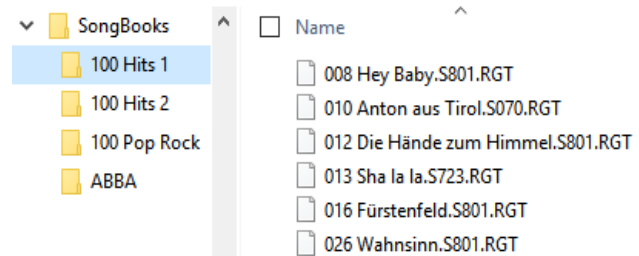 SongBooks
100 Hits 1
100 Hits 2
100 Pop Rock
ABBA
Name
008 Hey Baby.S801.RGT
010 Anton aus Tirol.S070.RGT
012 Die Hände zum Himmel.S801.RGT
013 Sha la la.S723.RGT
016 Fürstenfeld.S801.RGT
026 Wahnsinn.S801.RGT